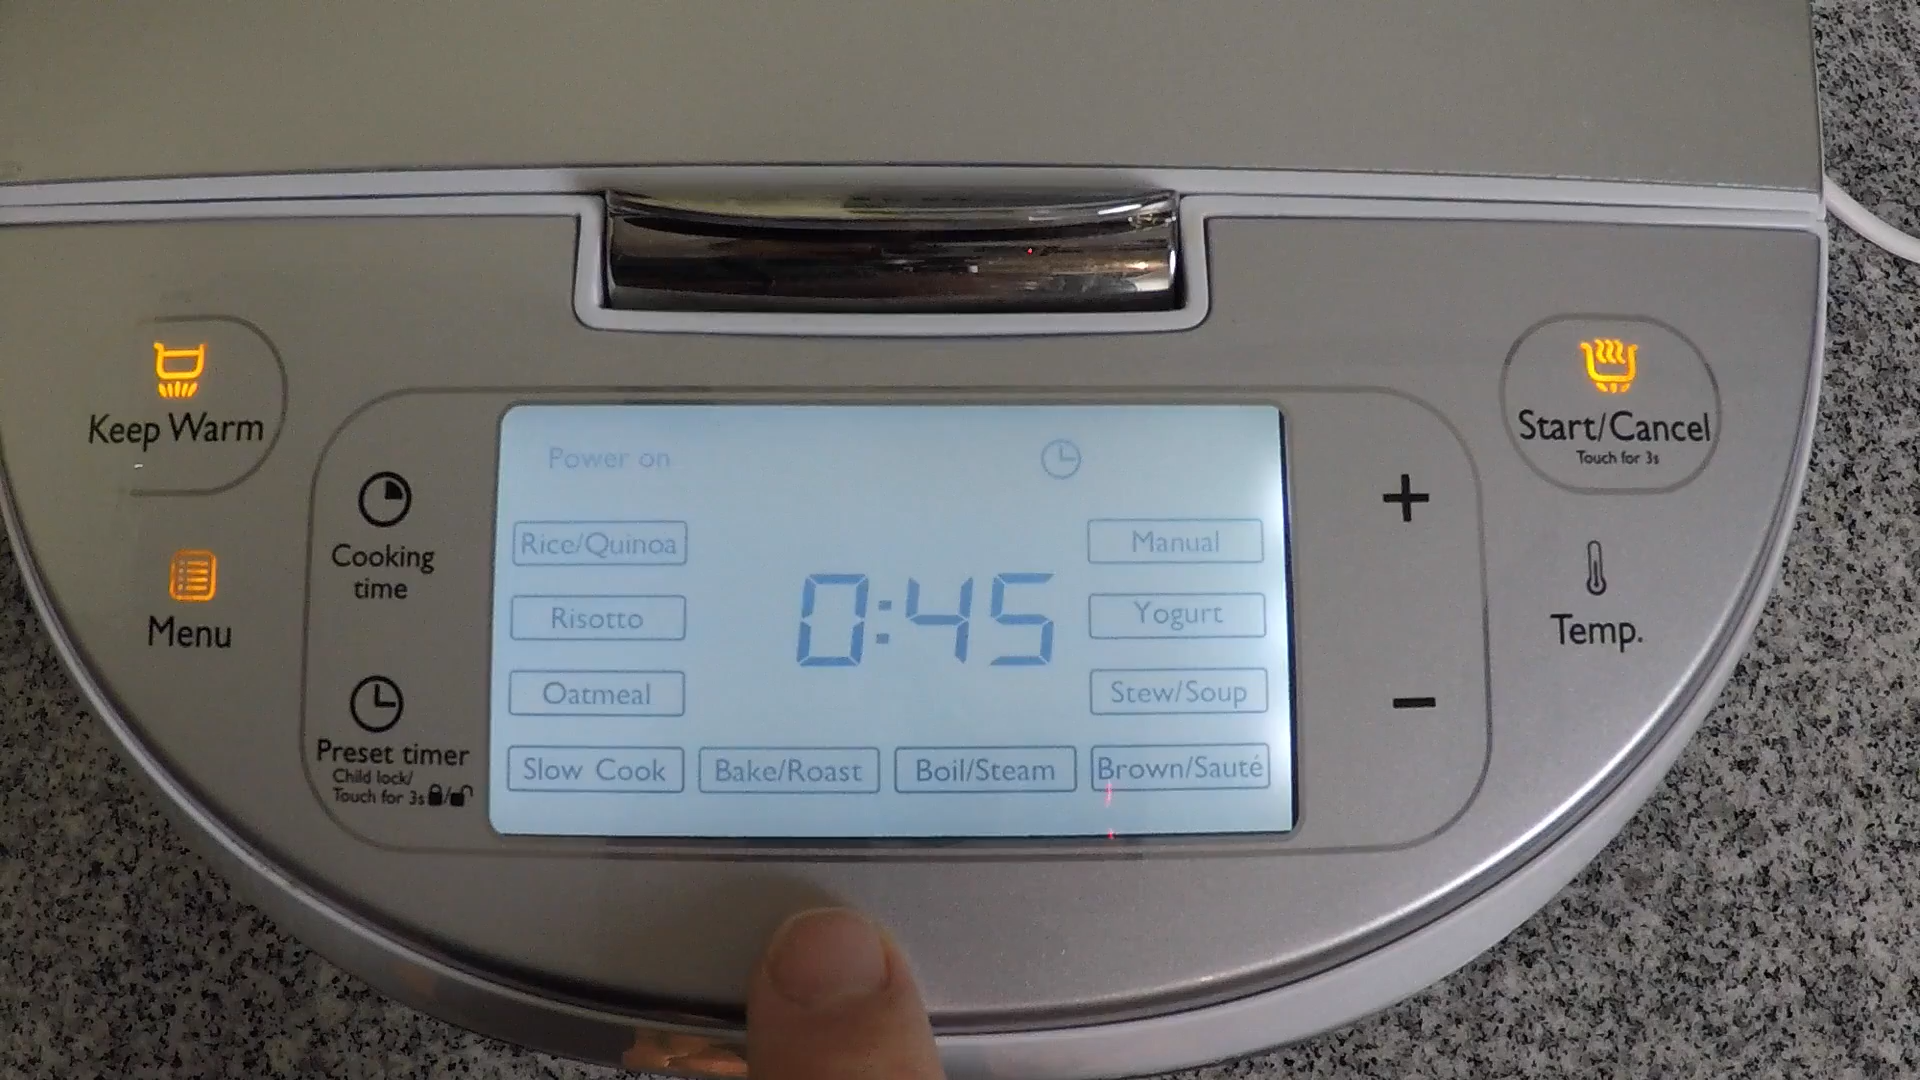 Keep Warm
Menu
Cooking
time
Preset timer
Child lock/
Touch for 3s
Power on
Rice/Quinoa
Risotto
Oatmeal
Slow Cook
Bake/Roast
Boil/Steam
Brown/Sauté
0:45
Manual
Yogurt
Stew/Soup
+
−
Start/Cancel
Touch for 3s
Temp.